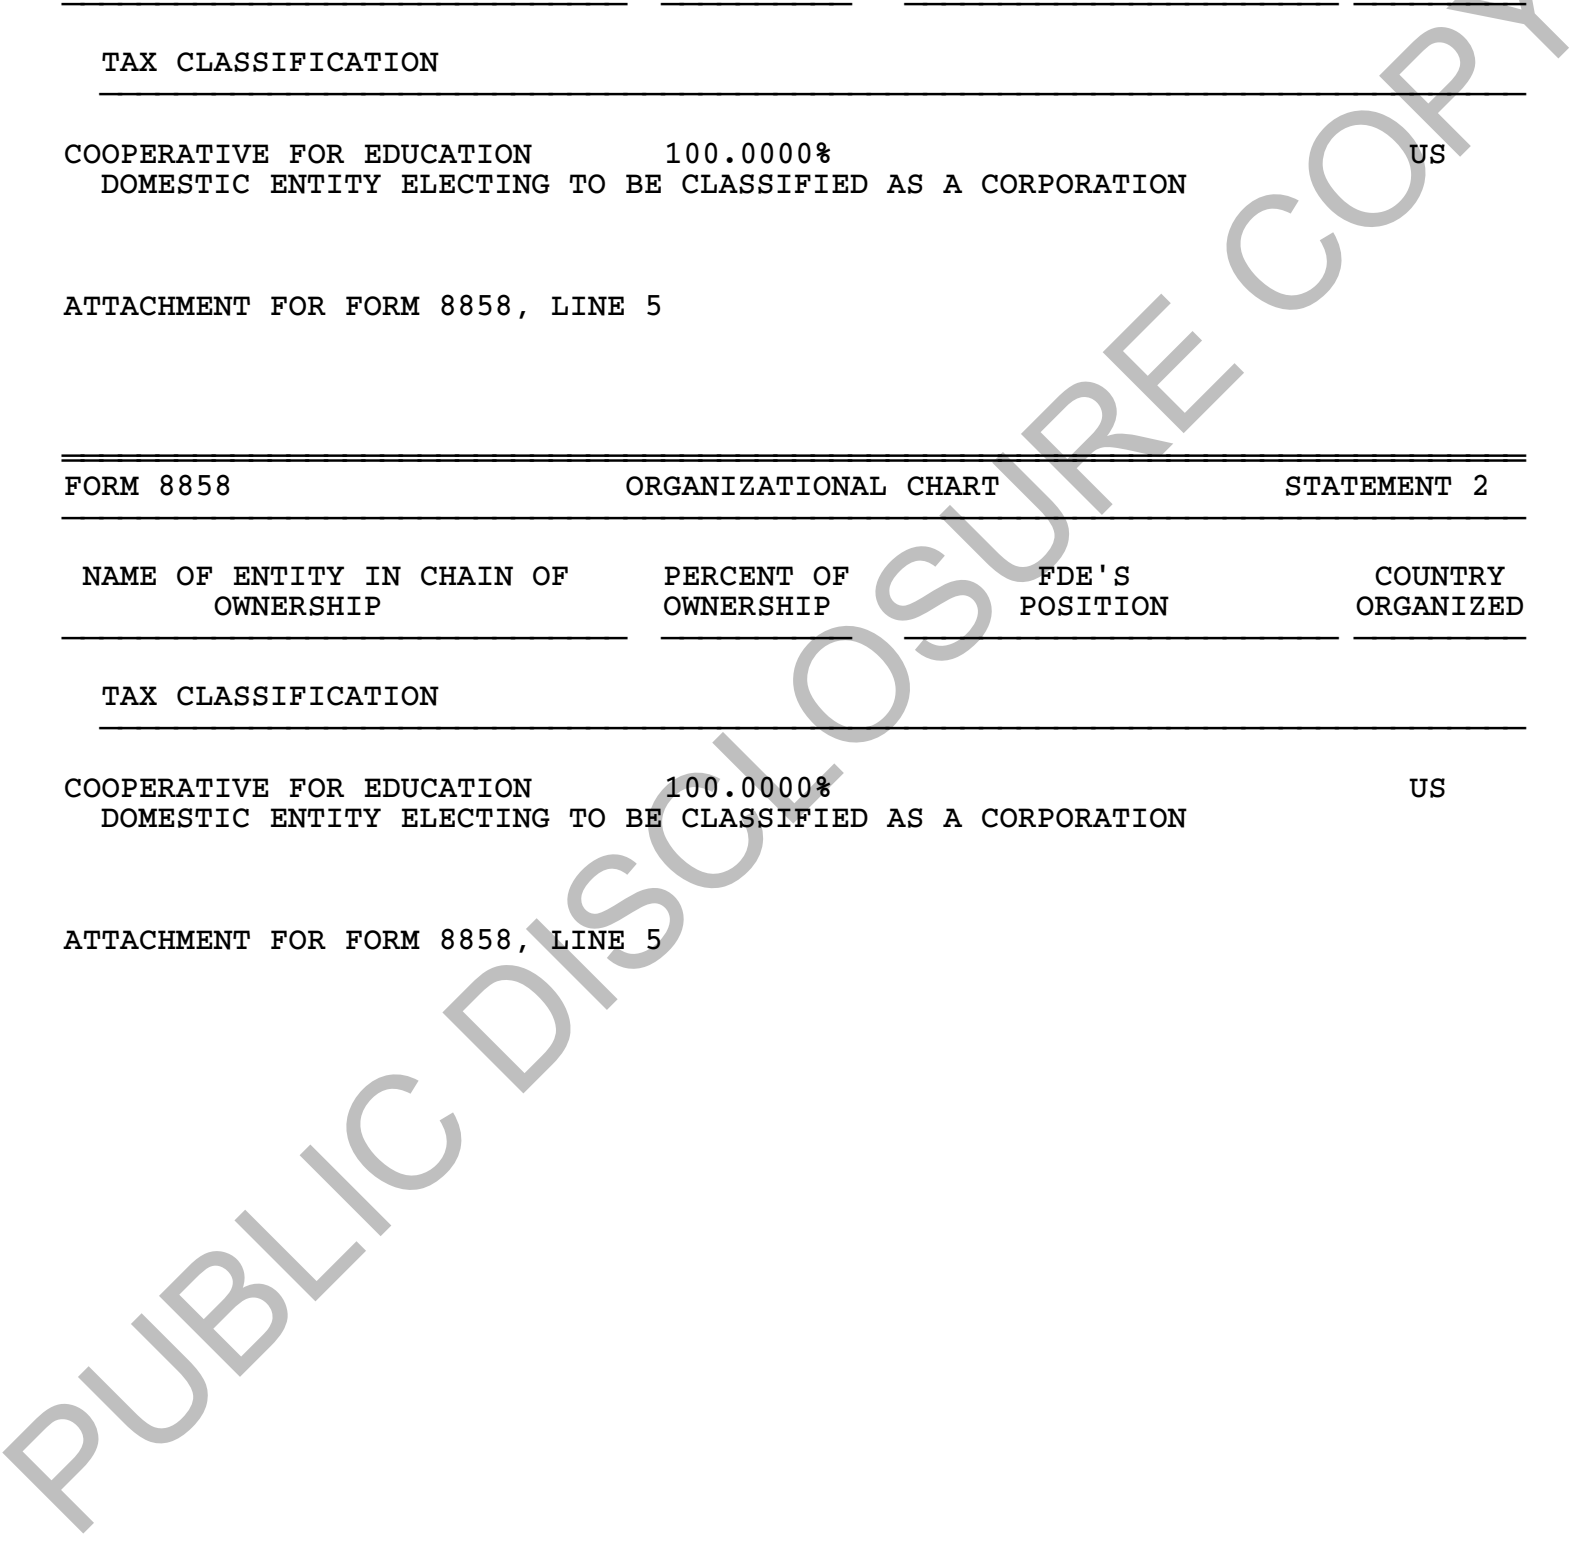 TAX CLASSIFICATION
COOPERATIVE FOR EDUCATION 100.0000% US
DOMESTIC ENTITY ELECTING TO BE CLASSIFIED AS A CORPORATION
ATTACHMENT FOR FORM 8858, LINE 5
FORM 8858 ORGANIZATIONAL CHART STATEMENT 2
NAME OF ENTITY IN CHAIN OF PERCENT OF FDE'S COUNTRY
OWNERSHIP OWNERSHIP POSITION ORGANIZED
TAX CLASSIFICATION
COOPERATIVE FOR EDUCATION 100.0000% US
DOMESTIC ENTITY ELECTING TO BE CLASSIFIED AS A CORPORATION
ATTACHMENT FOR FORM 8858, LINE 5
PUBLIC DISCLOSURE COPY